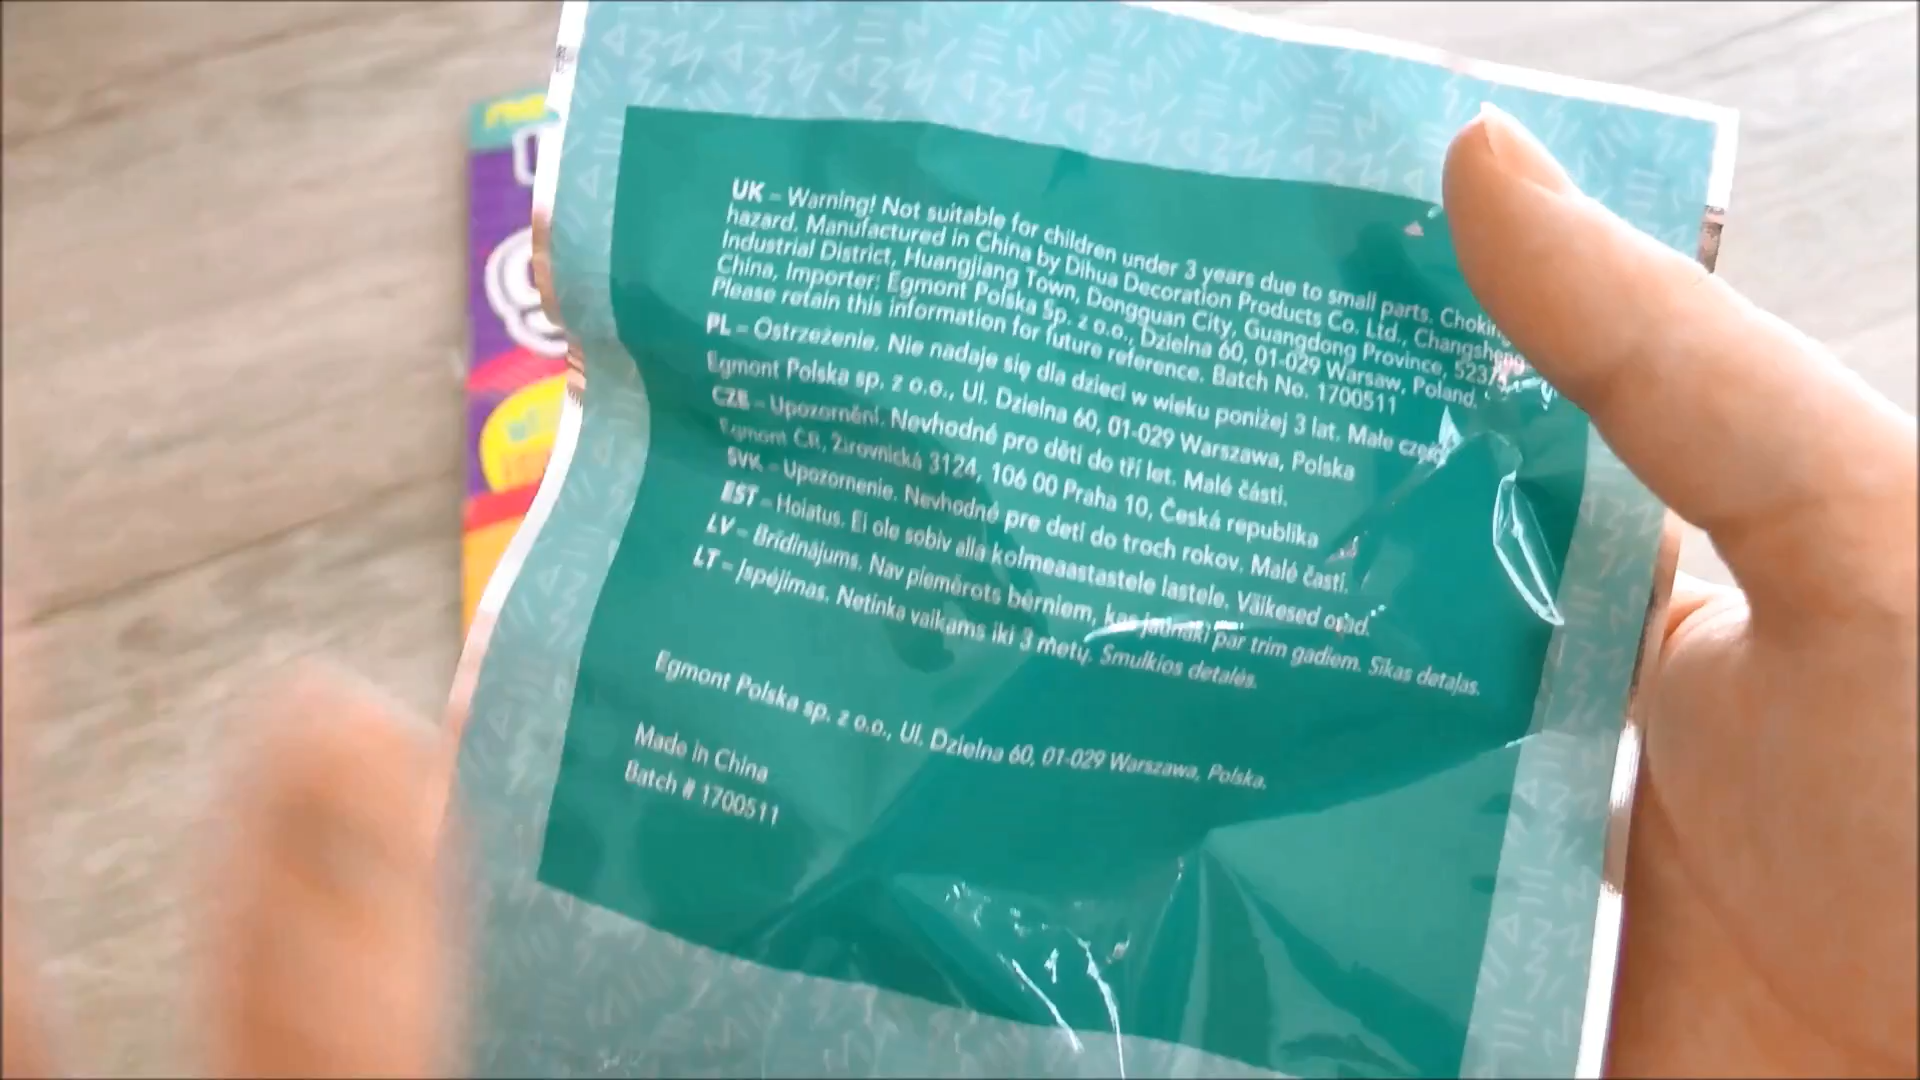 UK – Warning! Not suitable for children under 3 years due to small parts.
hazard. Manufactured in China by Dihua Decoration Products Co. Ltd.,
Industrial District, Huangjiang Town, Dongguan City, Guangdong Province,
China, Importer: Egmont Polska Sp. z o.o., Dzielna 60, 01-029 Warsaw, Poland.
Please retain this information for future reference. Batch No. 1700511
PL – Ostrzeżenie. Nie nadaje się dla dzieci w wieku poniżej 3 lat. Małe
Egmont Polska sp. z o.o., Ul. Dzielna 60, 01-029 Warszawa, Polska
CZE – Upozornění. Nevhodné pro děti do tří let. Malé části.
Egmont ČR, Žirovnická 3124, 106 00 Praha 10, Česká republika
SVK – Upozornenie. Nevhodné pre deti do troch rokov. Malé časti.
EST – Hoiatus. Ei ole sobiv alla kolmeaastastele lastele. Väikesed osad.
LV – Brīdinājums. Nav piemērots bērniem, kas jaunāki par trim gadiem. Sīkas detaļas.
LT – Įspėjimas. Netinka vaikams iki 3 metų. Smulkios detalės.
Egmont Polska sp. z o.o., Ul. Dzielna 60, 01-029 Warszawa, Polska.
Made in China
Batch # 1700511